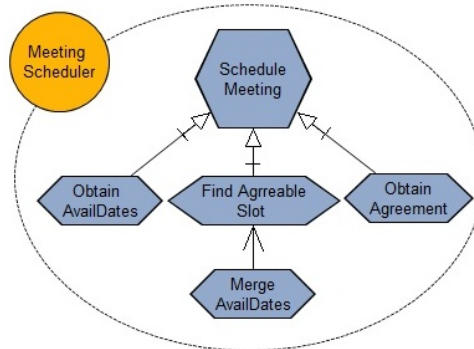 Meeting
Scheduler
Schedule
Meeting
Obtain
AvailDates
Find Agrreable
Slot
Obtain
Agreement
Merge
AvailDates